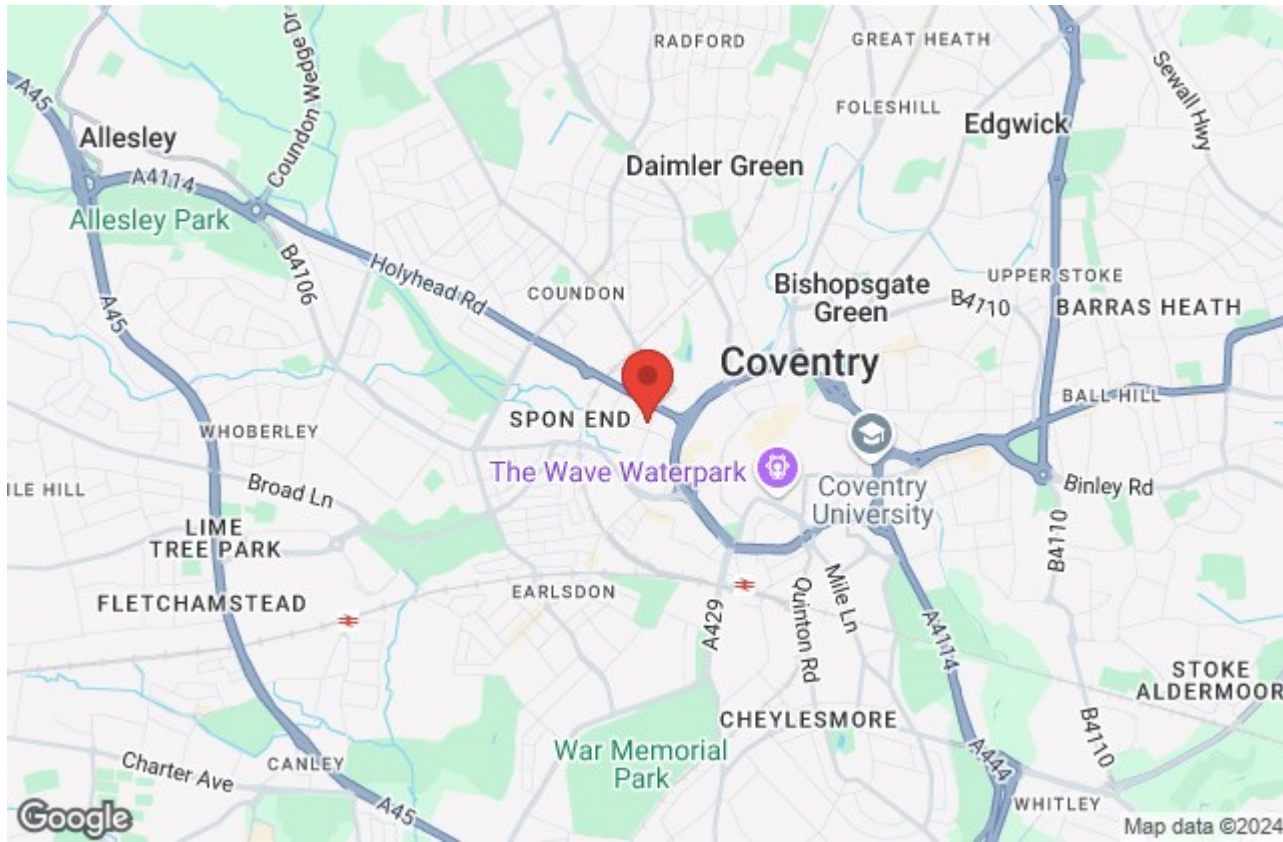 RADFORD
GREAT HEATH
Sewall Hwy
A45
Coundon Wedge Dr
FOLESHILL
Allesley
Edgwick
Daimler Green
A4114
Allesley Park
B4106
Holyhead Rd
COUNDON
Bishopsgate
Green
UPPER STOKE
B4110
BARRAS HEATH
A45
Coventry
BALL HILL
SPON END
WHOBERLEY
The Wave Waterpark
Coventry
University
Binley Rd
ILE HILL
Broad Ln
LIME
TREE PARK
B4110
EARLSDON
FLETCHAMSTEAD
A429
Quinton Rd
Mile Ln
A4114
STOKE
ALDERMOOR
CHEYLESMORE
War Memorial
Park
CANLEY
Charter Ave
A444
B4110
A45
WHITLEY
Google
Map data ©2024